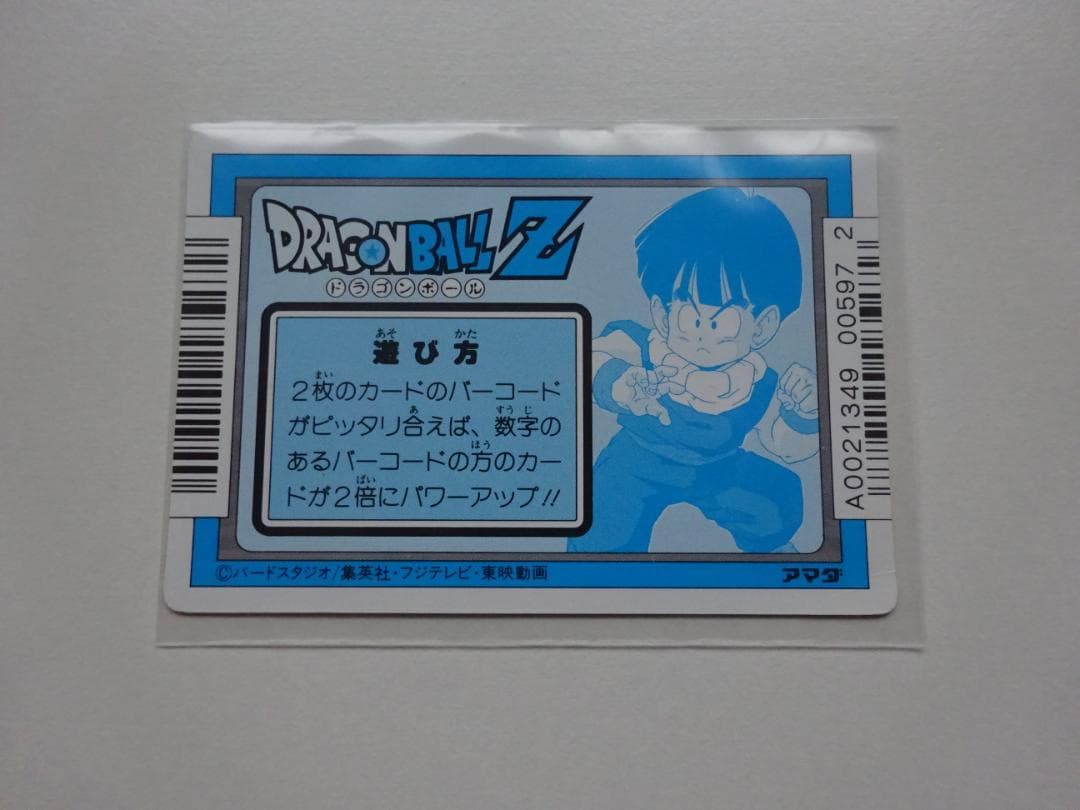 DRAGON BALL Z
ドラゴンボール
遊び方
2枚のカードのバーコード
がピッタリ合えば、数字の
あるバーコードの方のカー
ドが2倍にパワーアップ!!
A0021349 00597 2
©バードスタジオ/集英社・フジテレビ・東映動画
アマダ